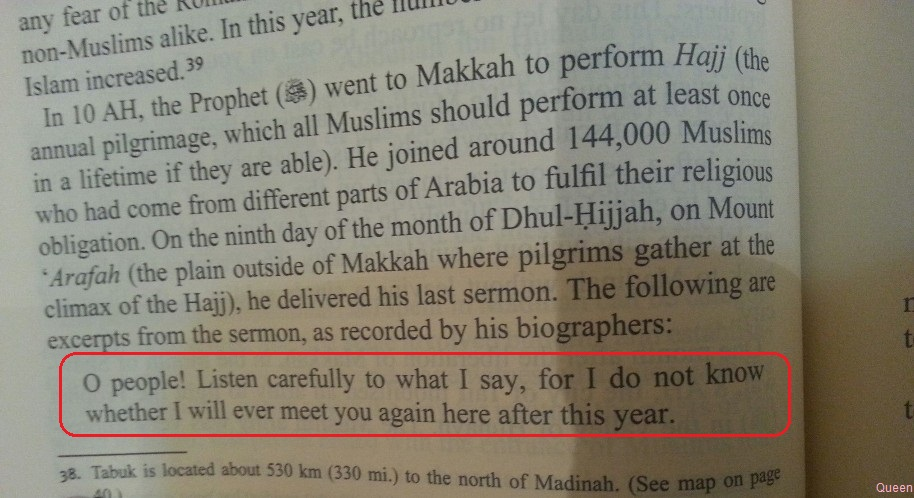 any fear of the
non-Muslims alike. In this year, the
Islam increased.39
In 10 AH, the Prophet (ﷺ) went to Makkah to perform Hajj (the
annual pilgrimage, which all Muslims should perform at least once
in a lifetime if they are able). He joined around 144,000 Muslims
who had come from different parts of Arabia to fulfil their religious
obligation. On the ninth day of the month of Dhul-Ḥijjah, on Mount
‘Arafah (the plain outside of Makkah where pilgrims gather at the
climax of the Hajj), he delivered his last sermon. The following are
excerpts from the sermon, as recorded by his biographers:
O people! Listen carefully to what I say, for I do not know
whether I will ever meet you again here after this year.
38. Tabuk is located about 530 km (330 mi.) to the north of Madinah. (See map on page
40.)
Queen